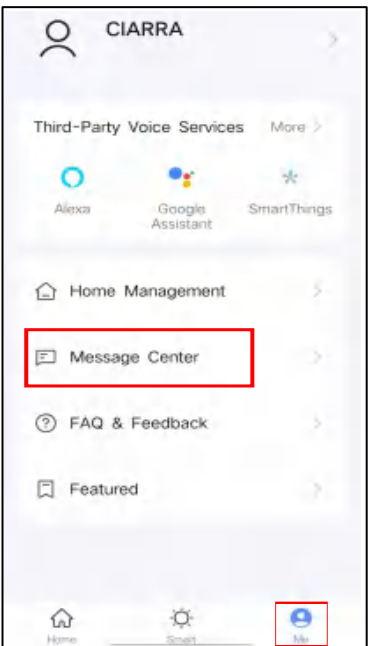 CIARRA
Third-Party Voice Services More
Alexa Google Assistant SmartThings
Home Management
Message Center
FAQ & Feedback
Featured
Home Smart Me